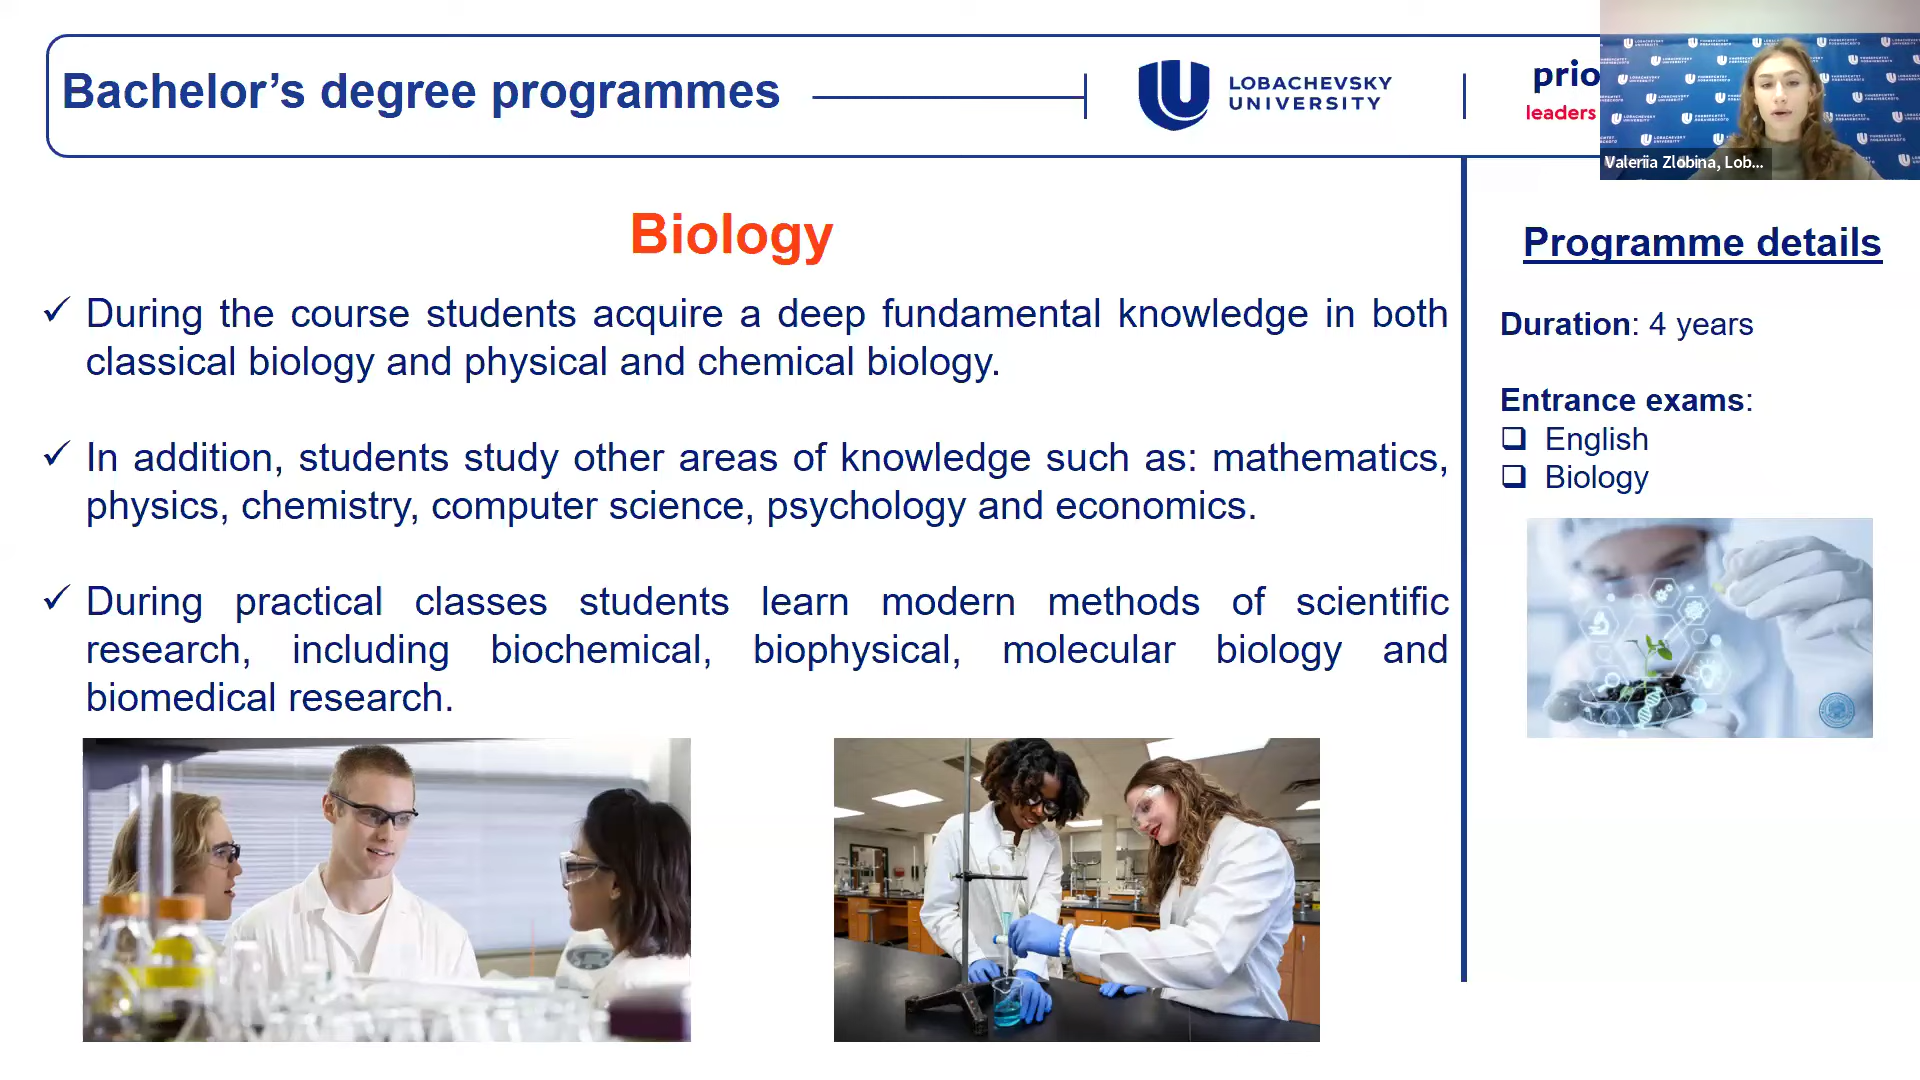 Bachelor’s degree programmes
LOBACHEVSKY
UNIVERSITY
prio
leaders
Valeriia Zlobina, Lob...
Biology
✓ During the course students acquire a deep fundamental knowledge in both
classical biology and physical and chemical biology.
✓ In addition, students study other areas of knowledge such as: mathematics,
physics, chemistry, computer science, psychology and economics.
✓ During practical classes students learn modern methods of scientific
research, including biochemical, biophysical, molecular biology and
biomedical research.
Programme details
Duration: 4 years
Entrance exams:
❑ English
❑ Biology